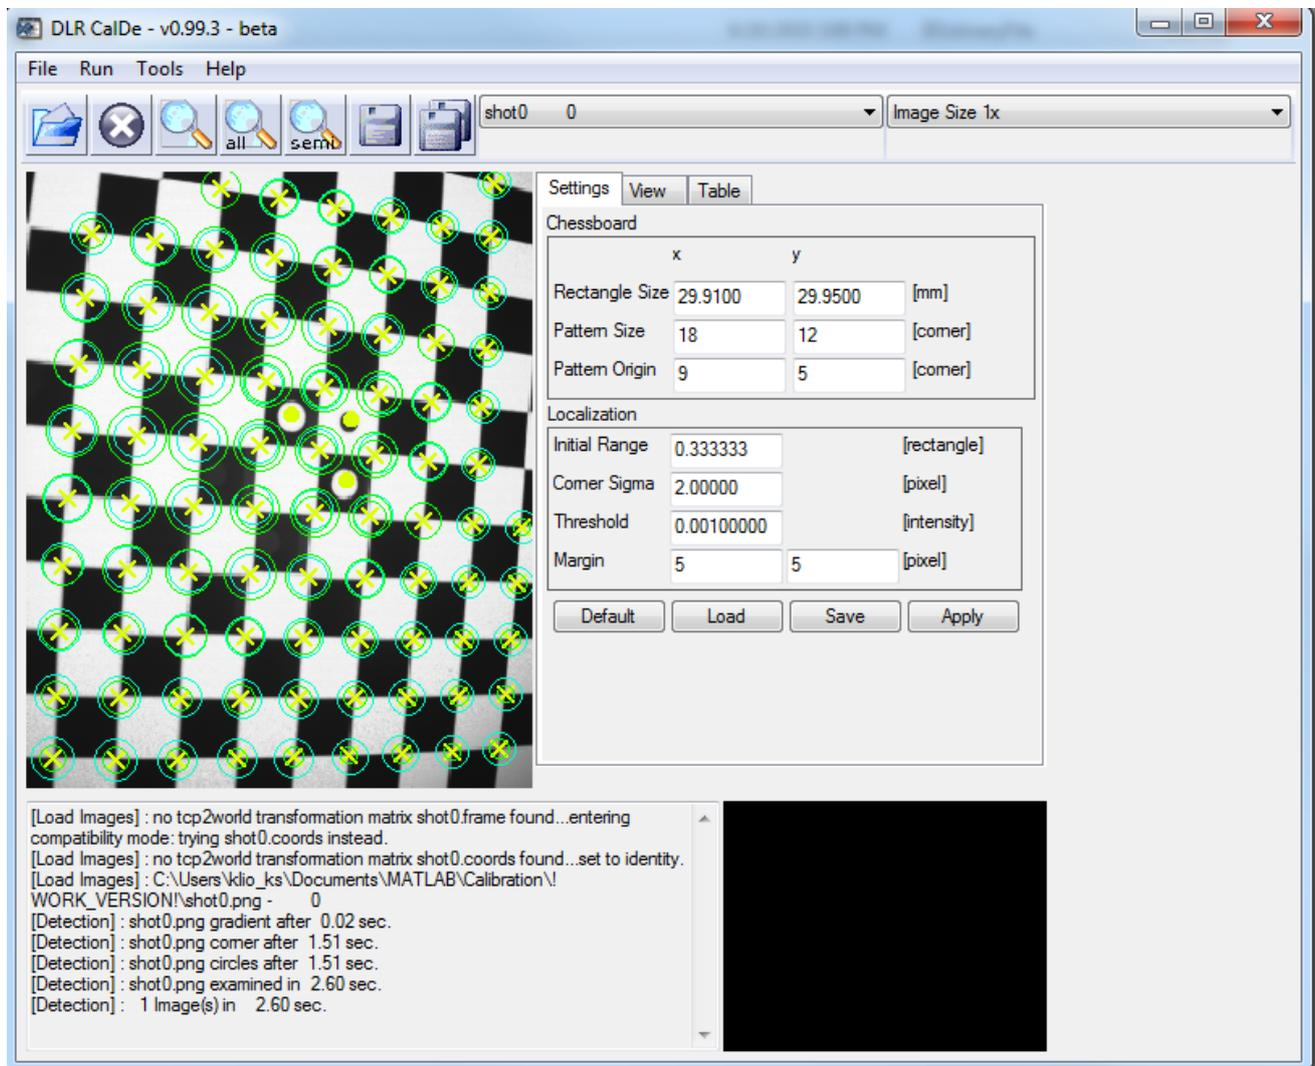 DLR CalDe - v0.99.3 - beta
File Run Tools Help
all
semi
shot0 0
Image Size 1x
Settings View Table
Chessboard
x y
Rectangle Size 29.9100 29.9500 [mm]
Pattern Size 18 12 [corner]
Pattern Origin 9 5 [corner]
Localization
Initial Range 0.333333 [rectangle]
Corner Sigma 2.00000 [pixel]
Threshold 0.00100000 [intensity]
Margin 5 5 [pixel]
Default Load Save Apply
[Load Images] : no tcp2world transformation matrix shot0.frame found...entering
compatibility mode: trying shot0.coords instead.
[Load Images] : no tcp2world transformation matrix shot0.coords found...set to identity.
[Load Images] : C:\Users\klio_ks\Documents\MATLAB\Calibration\!
WORK_VERSION!\shot0.png - 0
[Detection] : shot0.png gradient after 0.02 sec.
[Detection] : shot0.png corner after 1.51 sec.
[Detection] : shot0.png circles after 1.51 sec.
[Detection] : shot0.png examined in 2.60 sec.
[Detection] : 1 Image(s) in 2.60 sec.